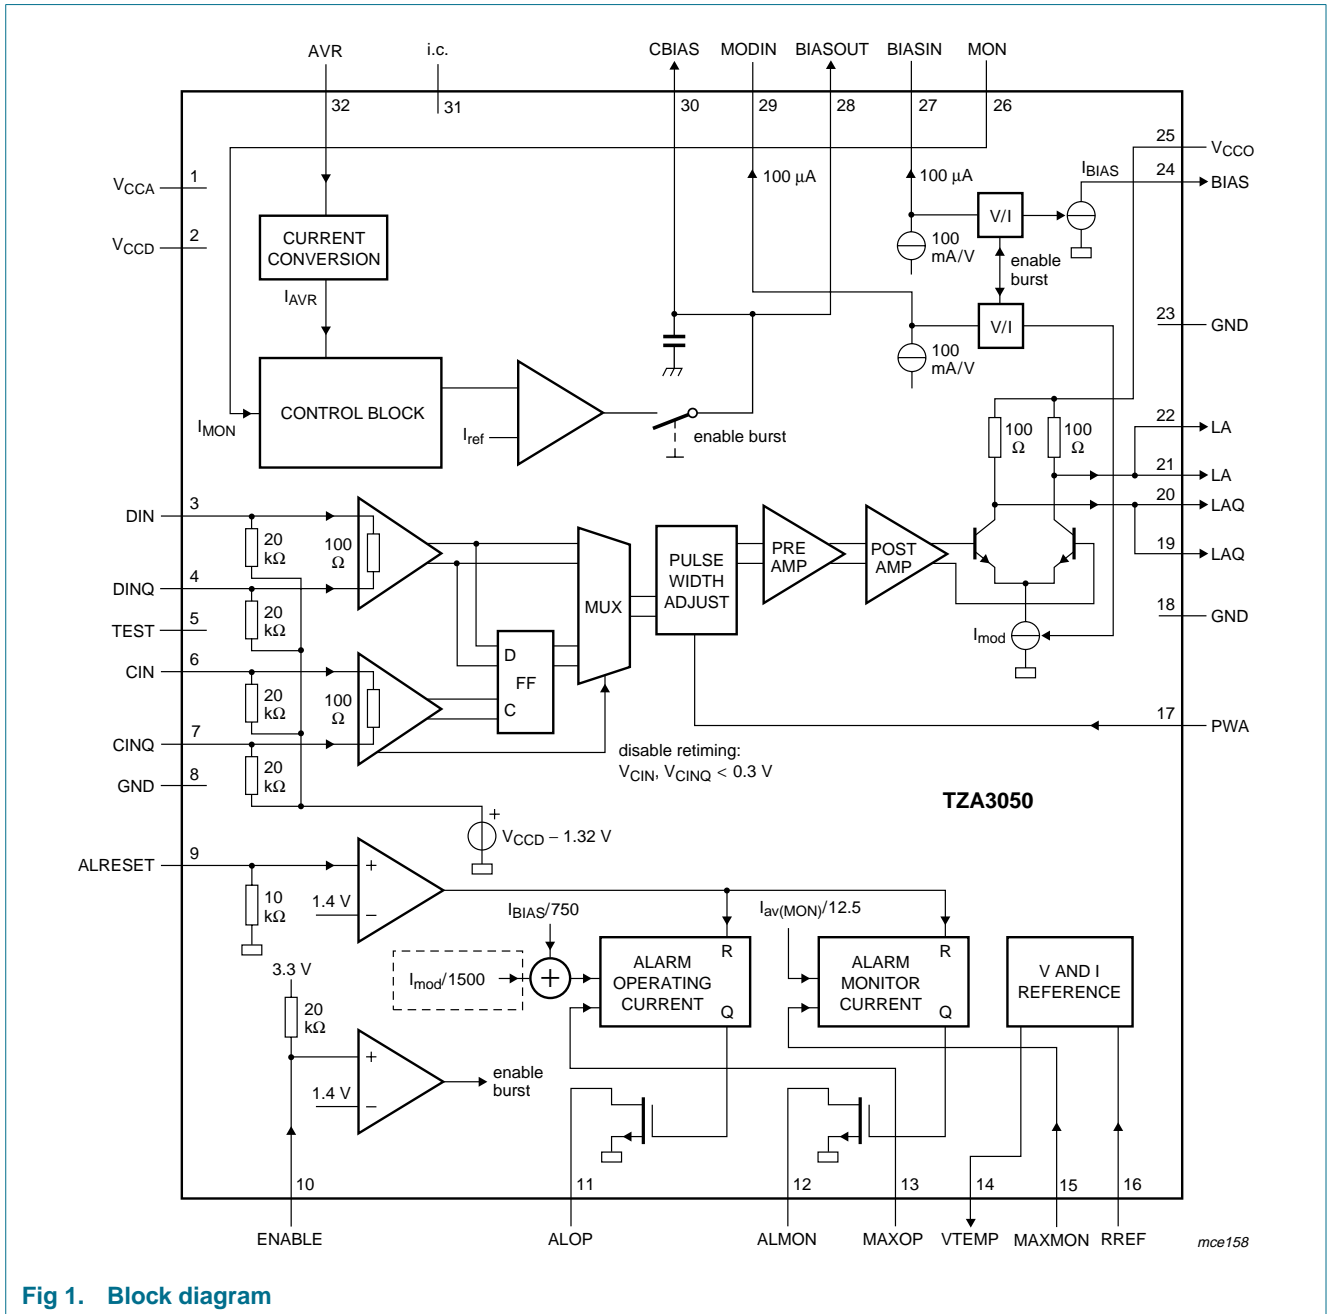 AVR
i.c.
CBIAS MODIN BIASOUT BIASIN MON
32
31
30
29
28
27
26
25
VCCO
24
BIAS
IBIAS
1
VCCA
2
VCCD
CURRENT
CONVERSION
IAVR
100 μA
100 μA
V/I
100
mA/V
enable
burst
V/I
100
mA/V
23
GND
CONTROL BLOCK
IMON
Iref
enable burst
100
Ω
100
Ω
22
LA
21
LA
20
LAQ
19
LAQ
18
GND
Imod
3
DIN
20
kΩ
100
Ω
4
DINQ
20
kΩ
5
TEST
6
CIN
20
kΩ
100
Ω
7
CINQ
20
kΩ
8
GND
D
FF
C
MUX
PULSE
WIDTH
ADJUST
PRE
AMP
POST
AMP
17
PWA
disable retiming:
VCIN, VCINQ < 0.3 V
TZA3050
+
VCCD − 1.32 V
9
ALRESET
10
kΩ
+
1.4 V
−
IBIAS/750
Imod/1500
+
R
ALARM
OPERATING
CURRENT
Q
Iav(MON)/12.5
R
ALARM
MONITOR
CURRENT
Q
V AND I
REFERENCE
3.3 V
20
kΩ
+
1.4 V
−
enable
burst
10
11
12
13
14
15
16
ENABLE
ALOP
ALMON
MAXOP
VTEMP
MAXMON
RREF
mce158
Fig 1. Block diagram